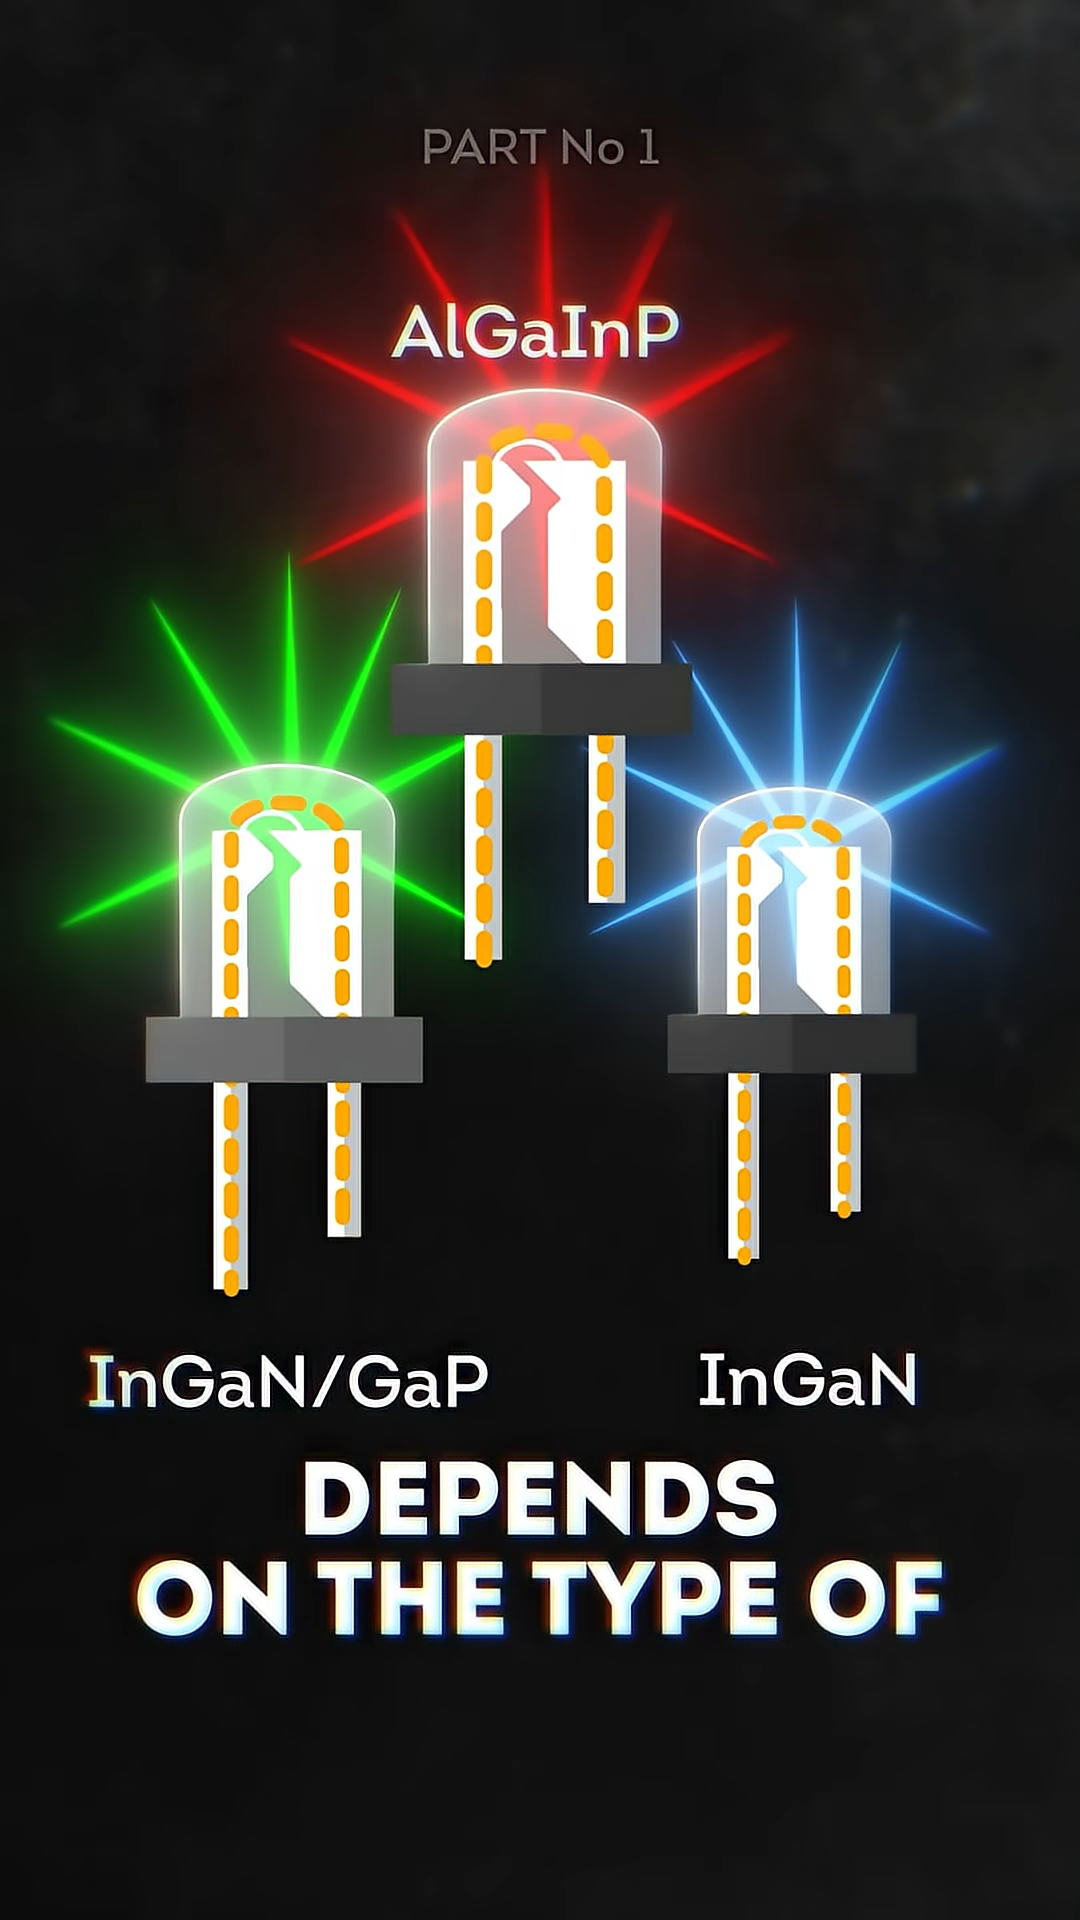 PART No 1
AlGaInP
InGaN/GaP
InGaN
DEPENDS
ON THE TYPE OF